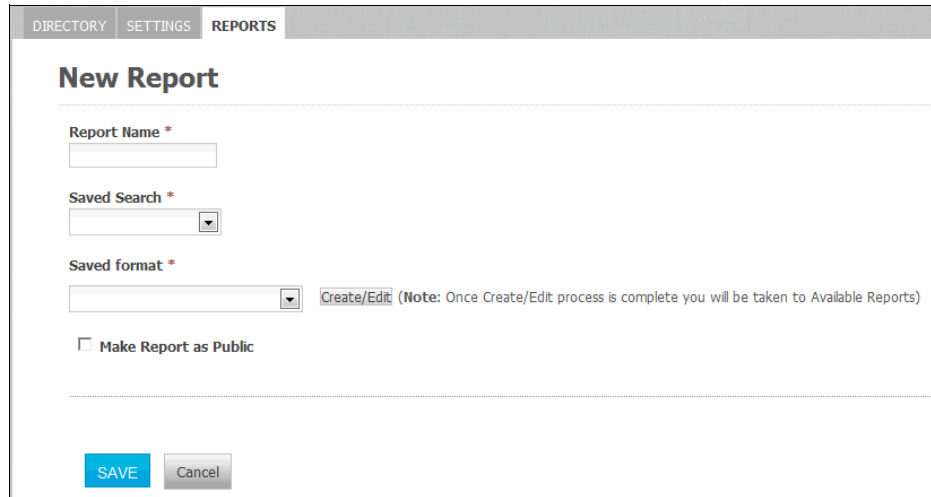 DIRECTORY SETTINGS REPORTS
New Report
Report Name *
Saved Search *
Saved format *
Create/Edit (Note: Once Create/Edit process is complete you will be taken to Available Reports)
Make Report as Public
SAVE Cancel